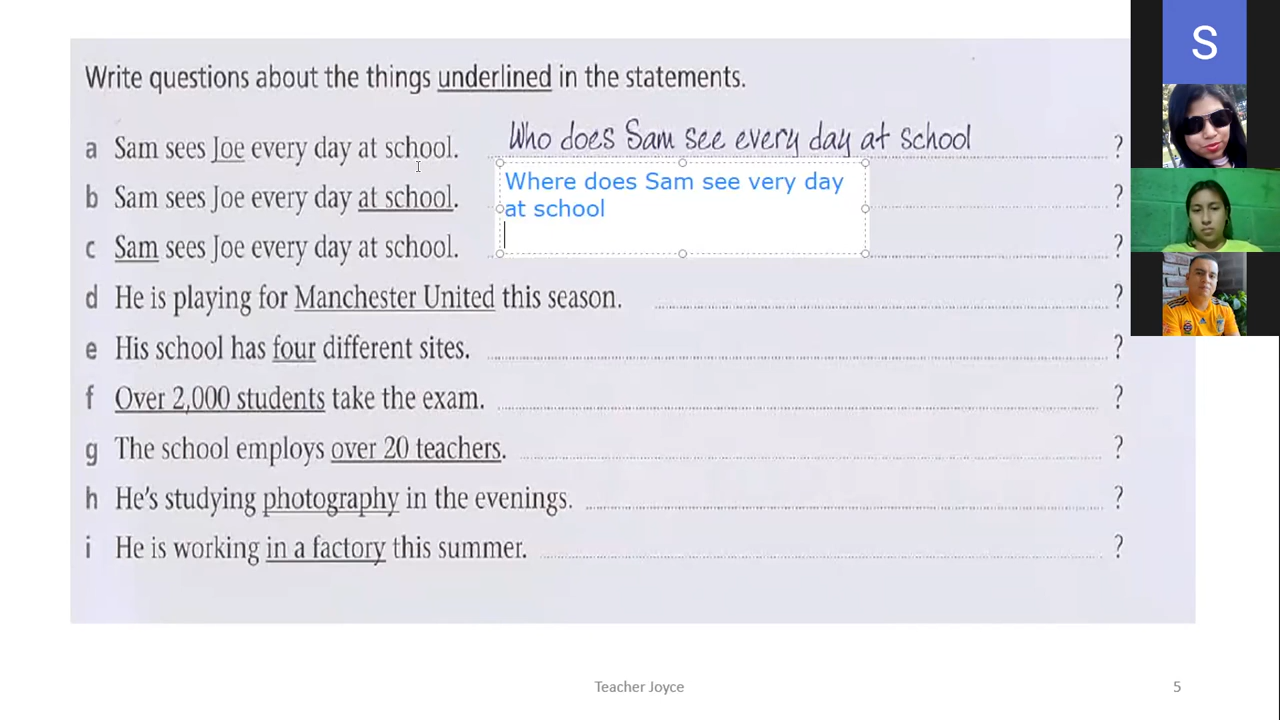 Write questions about the things underlined in the statements.
a Sam sees Joe every day at school. Who does Sam see every day at school ?
b Sam sees Joe every day at school. Where does Sam see very day ?
at school
c Sam sees Joe every day at school. ?
d He is playing for Manchester United this season. ?
e His school has four different sites. ?
f Over 2,000 students take the exam. ?
g The school employs over 20 teachers. ?
h He's studying photography in the evenings. ?
i He is working in a factory this summer. ?
S
Teacher Joyce
5